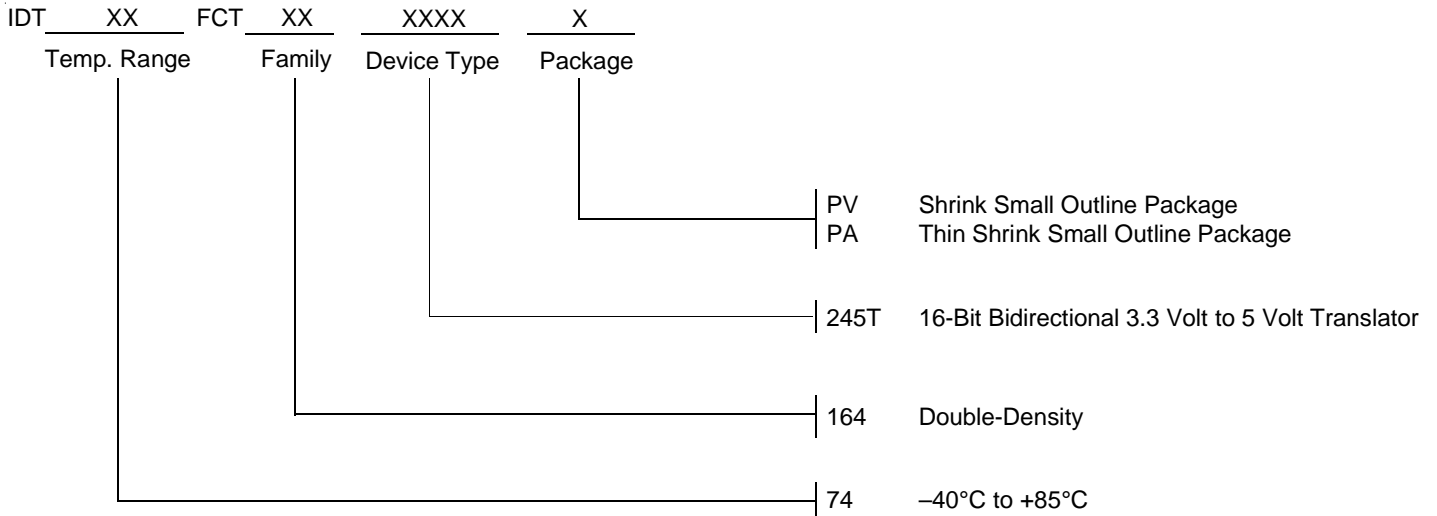 IDT XX FCT XX XXXX X
Temp. Range Family Device Type Package
PV Shrink Small Outline Package
PA Thin Shrink Small Outline Package
245T 16-Bit Bidirectional 3.3 Volt to 5 Volt Translator
164 Double-Density
74 –40°C to +85°C